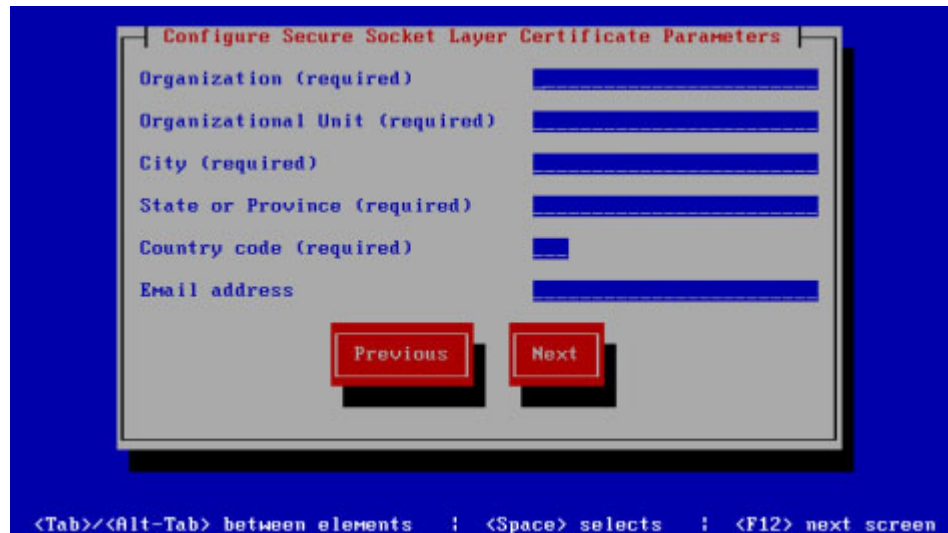 Configure Secure Socket Layer Certificate Parameters
Organization (required)
Organizational Unit (required)
City (required)
State or Province (required)
Country code (required)
Email address
Previous Next
<Tab>/<Alt-Tab> between elements ¦ <Space> selects ¦ <F12> next screen